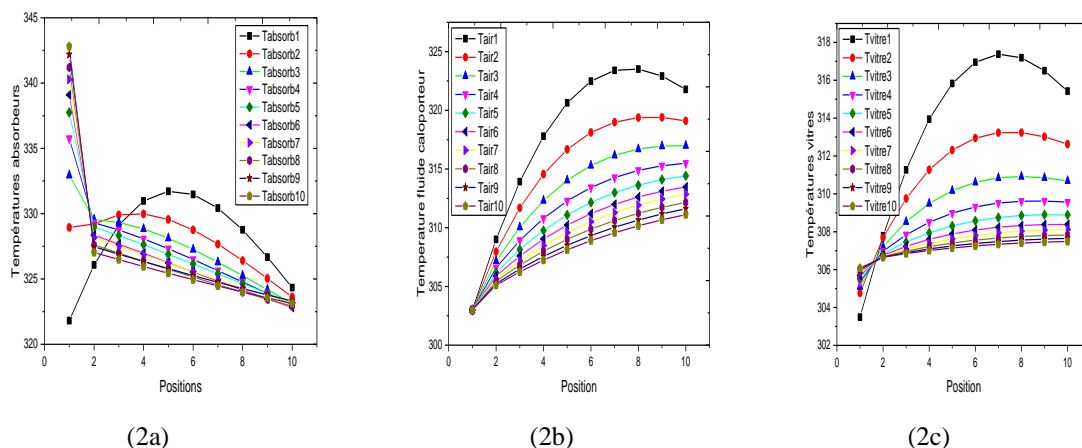 Températures absorbeurs
345
340
335
330
325
320
0
2
4
6
8
10
Positions
Tabsorb1
Tabsorb2
Tabsorb3
Tabsorb4
Tabsorb5
Tabsorb6
Tabsorb7
Tabsorb8
Tabsorb9
Tabsorb10
(2a)
Temperature fluide caloporteur
325
320
315
310
305
300
0
2
4
6
8
10
Position
Tair1
Tair2
Tair3
Tair4
Tair5
Tair6
Tair7
Tair8
Tair9
Tair10
(2b)
Températures vitres
318
316
314
312
310
308
306
304
302
0
2
4
6
8
10
Position
Tvitre1
Tvitre2
Tvitre3
Tvitre4
Tvitre5
Tvitre6
Tvitre7
Tvitre8
Tvitre9
Tvitre10
(2c)